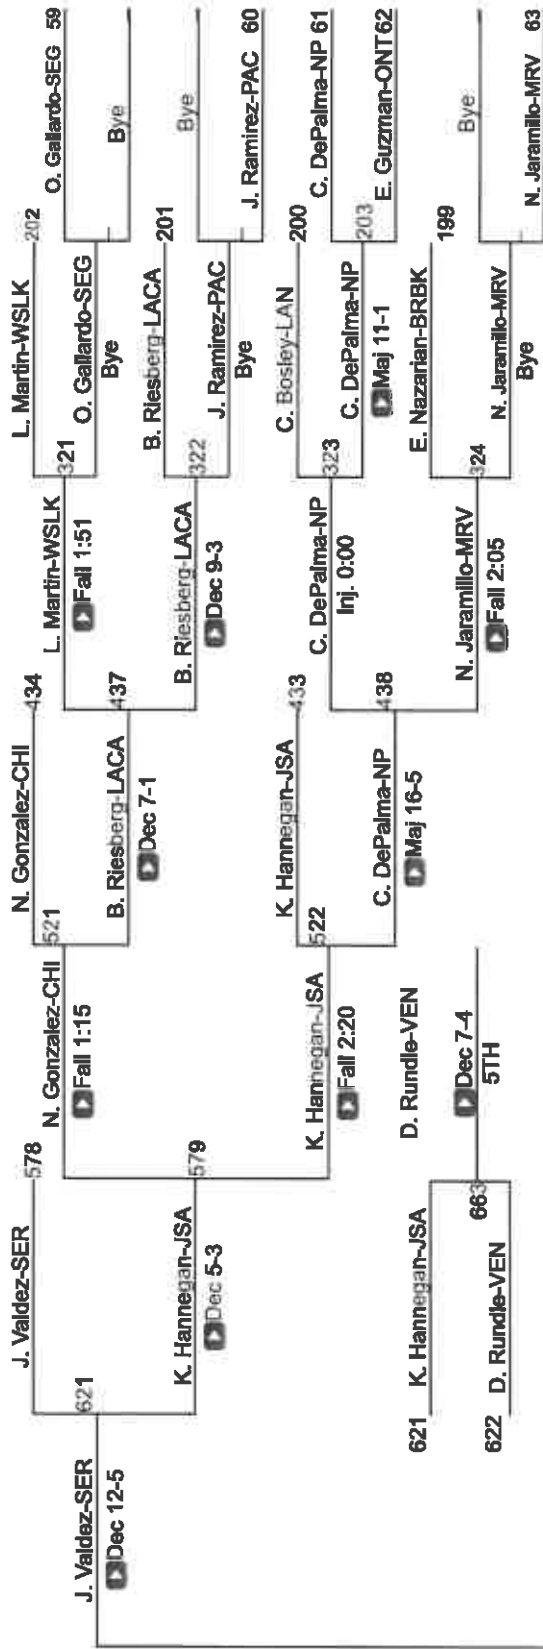 J. Valdez-SER
Dec 12-5
J. Valdez-SER 578
621
K. Hannegan-JSA
Dec 5-3
621 K. Hannegan-JSA
622 D. Rundle-VEN
663
D. Rundle-VEN
Dec 7-4
5TH
N. Gonzalez-CHI
Fall 1:15
579
K. Hannegan-JSA
Fall 2:20
N. Gonzalez-CHI 434
521
B. Riesberg-LACA
Dec 7-1
437
K. Hannegan-JSA 433
522
C. DePalma-NP
Maj 16-5
438
L. Martin-WSLK
Fall 1:51
B. Riesberg-LACA
Dec 9-3
C. DePalma-NP
Inj. 0:00
N. Jaramillo-MRV
Fall 2:05
L. Martin-WSLK 202
321
O. Gallardo-SEG
Bye
B. Riesberg-LACA 201
322
J. Ramirez-PAC
Bye
C. Bosley-LAN 200
323
C. DePalma-NP
Maj 11-1
203
E. Nazarian-BRBK 199
324
N. Jaramillo-MRV
Bye
O. Gallardo-SEG 59
Bye
Bye
J. Ramirez-PAC 60
C. DePalma-NP 61
E. Guzman-ONT 62
Bye
N. Jaramillo-MRV 63